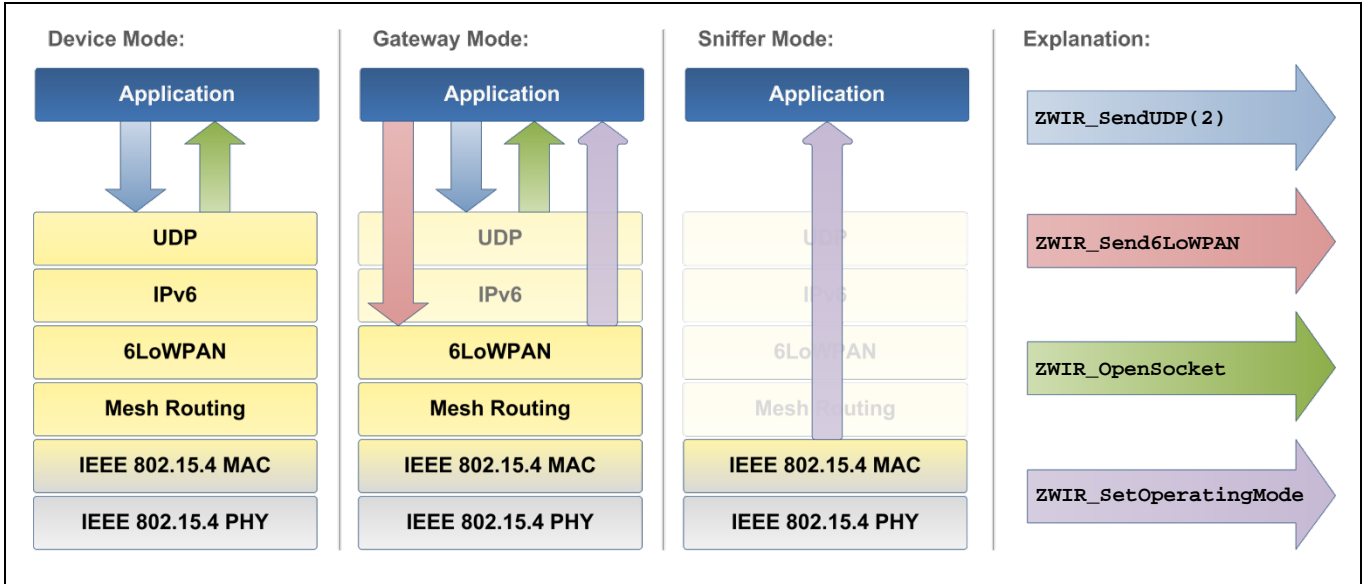 Device Mode:
Application
UDP
IPv6
6LoWPAN
Mesh Routing
IEEE 802.15.4 MAC
IEEE 802.15.4 PHY
Gateway Mode:
Application
UDP
IPv6
6LoWPAN
Mesh Routing
IEEE 802.15.4 MAC
IEEE 802.15.4 PHY
Sniffer Mode:
Application
UDP
IPv6
6LoWPAN
Mesh Routing
IEEE 802.15.4 MAC
IEEE 802.15.4 PHY
Explanation:
ZWIR_SendUDP(2)
ZWIR_Send6LoWPAN
ZWIR_OpenSocket
ZWIR_SetOperatingMode